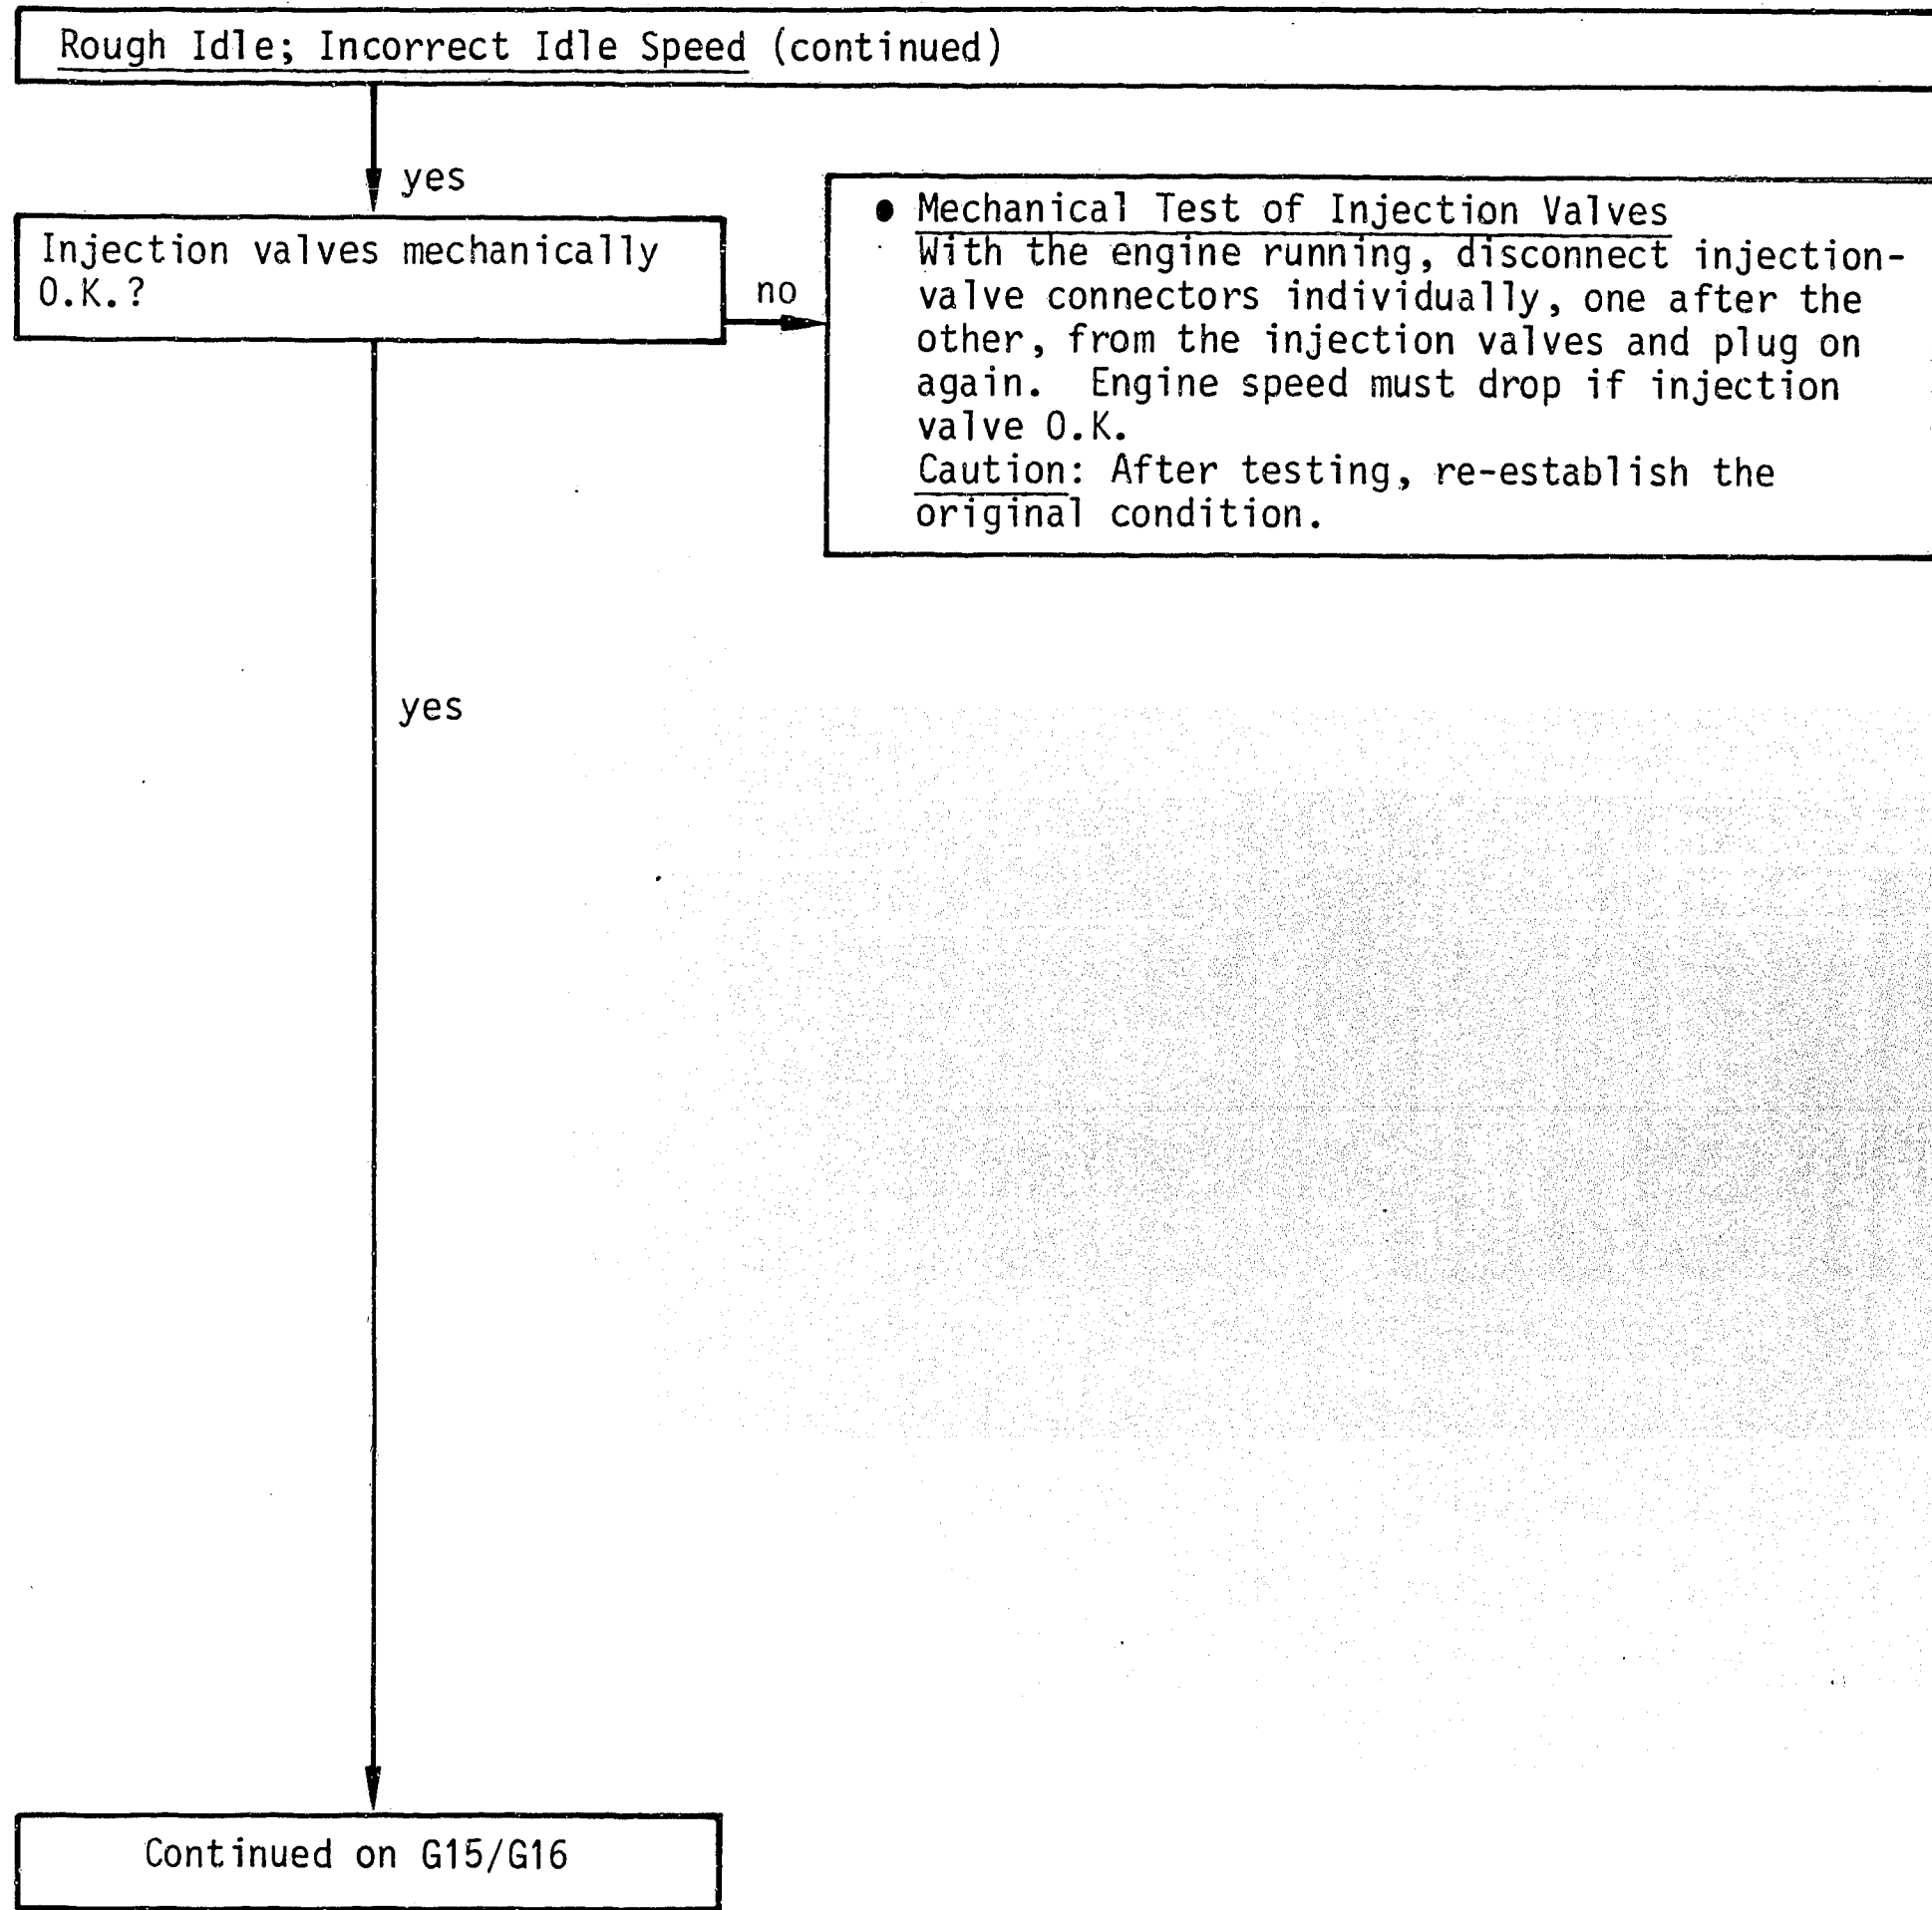 Rough Idle; Incorrect Idle Speed (continued)
yes
Injection valves mechanically
O.K.?
no
● Mechanical Test of Injection Valves
With the engine running, disconnect injection-
valve connectors individually, one after the
other, from the injection valves and plug on
again. Engine speed must drop if injection
valve O.K.
Caution: After testing, re-establish the
original condition.
yes
Continued on G15/G16